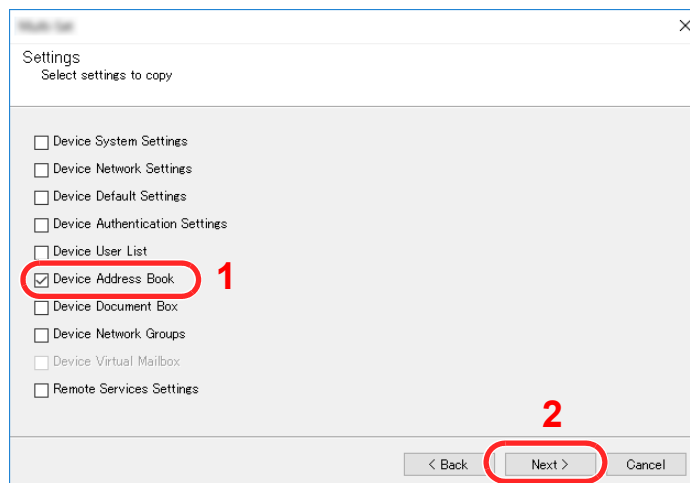 Settings
Select settings to copy
Device System Settings
Device Network Settings
Device Default Settings
Device Authentication Settings
Device User List
Device Address Book
1
Device Document Box
Device Network Groups
Device Virtual Mailbox
Remote Services Settings
2
< Back
Next >
Cancel